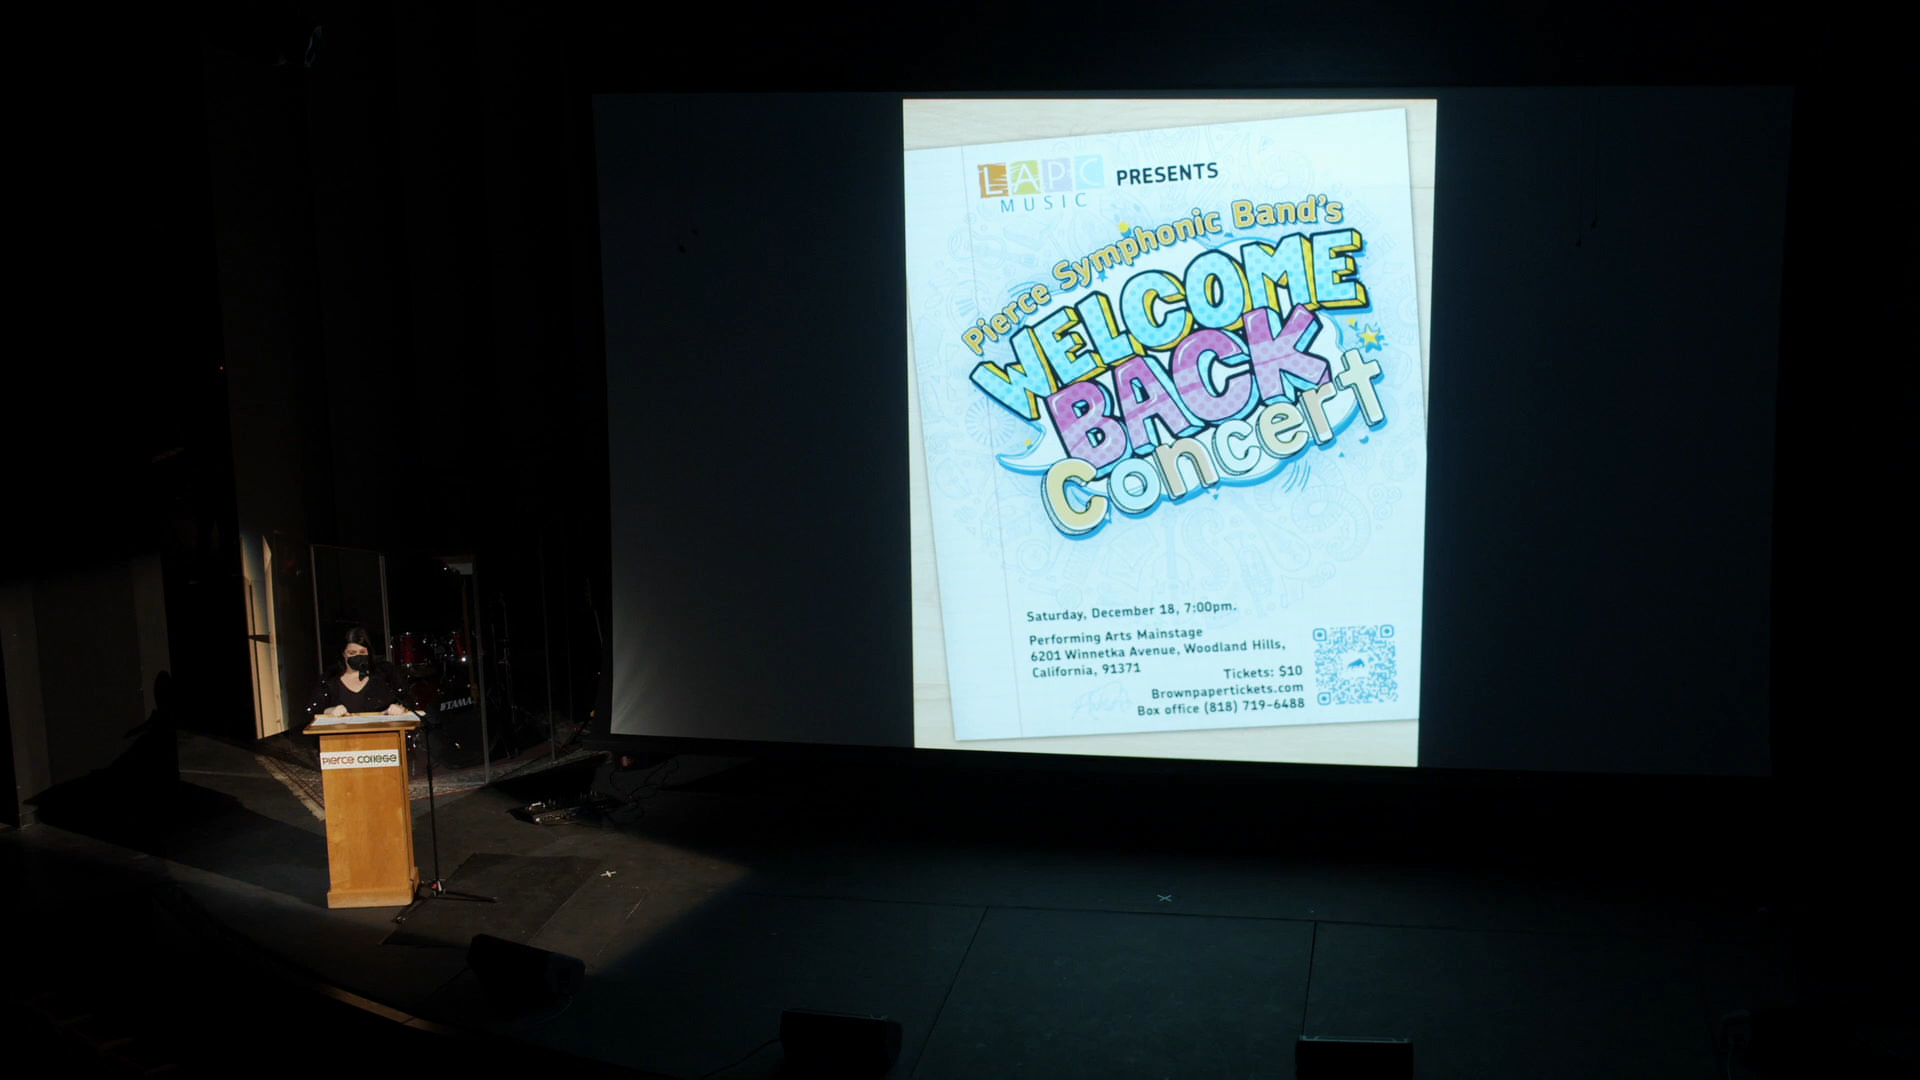 LAPC
MUSIC
PRESENTS
Pierce Symphonic Band's
WELCOME
BACK
Concert
Saturday, December 18, 7:00pm.
Performing Arts Mainstage
6201 Winnetka Avenue, Woodland Hills,
California, 91371
Tickets: $10
Brownpapertickets.com
Box office (818) 719-6488
PIERCE COLLEGE
TAMA